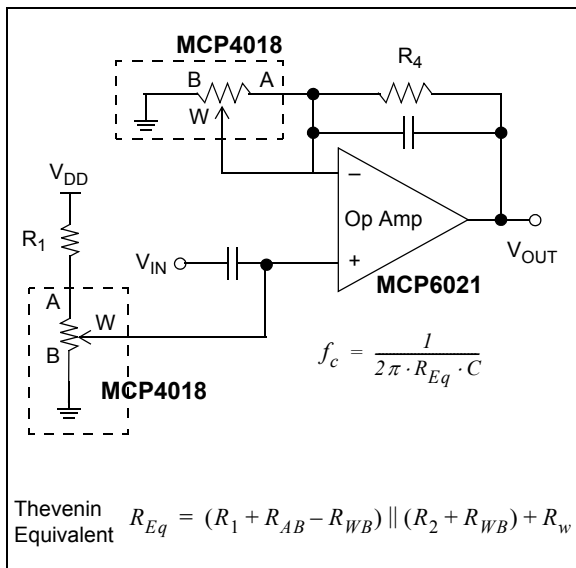 MCP4018
B A
W
R4
VDD
R1
Op Amp
−
+
VIN
VOUT
MCP6021
A
W
B
MCP4018
fc = 1 / (2π · REq · C)
Thevenin Equivalent REq = (R1 + RAB – RWB) || (R2 + RWB) + Rw